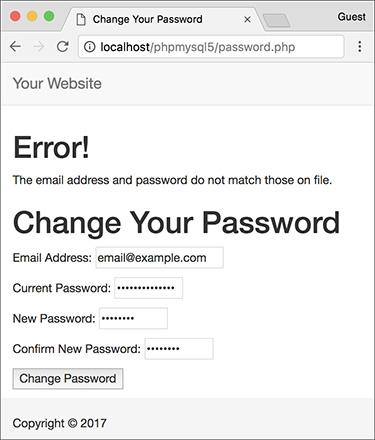 Change Your Password
Guest
localhost/phpmysql5/password.php
Your Website
Error!
The email address and password do not match those on file.
Change Your Password
Email Address: email@example.com
Current Password: ••••••••••••••
New Password: ••••••••
Confirm New Password: ••••••••
Change Password
Copyright © 2017